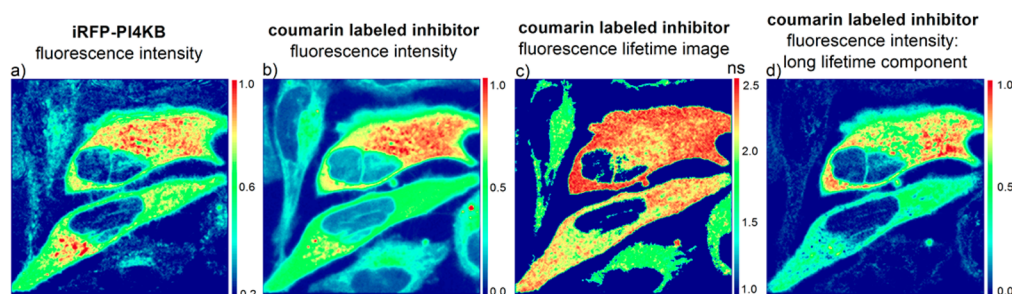 iRFP-PI4KB
fluorescence intensity
a)
1.0
0.6
0.2
coumarin labeled inhibitor
fluorescence intensity
b)
1.0
0.5
0.0
coumarin labeled inhibitor
fluorescence lifetime image
c)
ns
2.5
2.0
1.5
1.0
coumarin labeled inhibitor
fluorescence intensity:
long lifetime component
d)
1.0
0.5
0.0